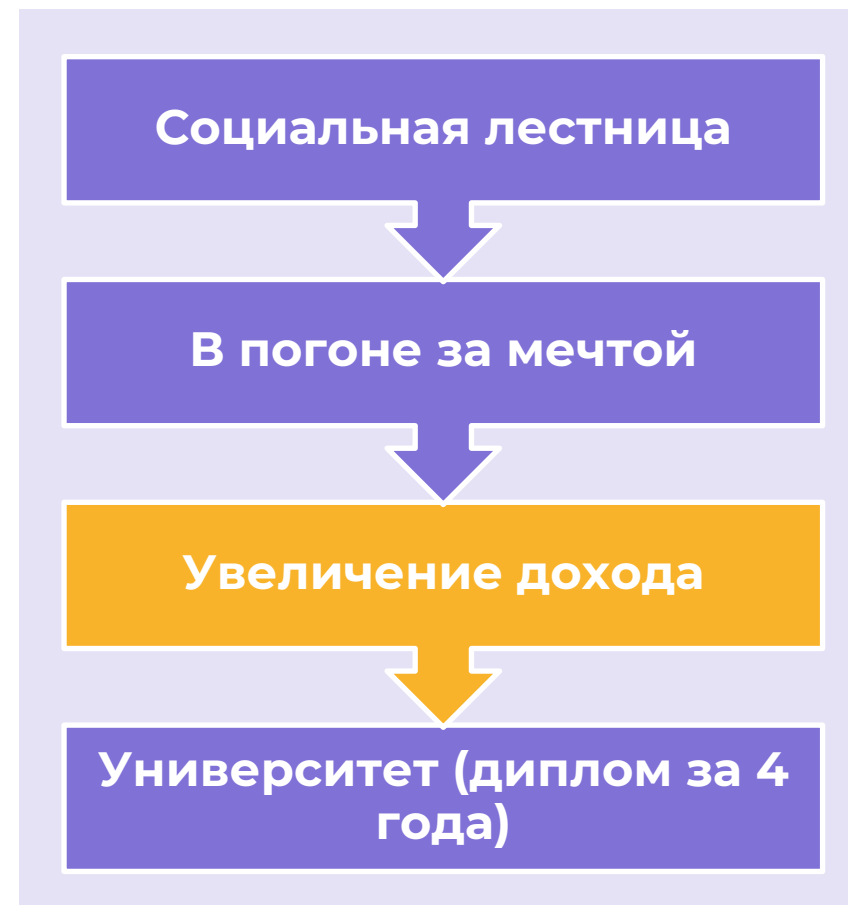 Социальная лестница
В погоне за мечтой
Увеличение дохода
Университет (диплом за 4
года)